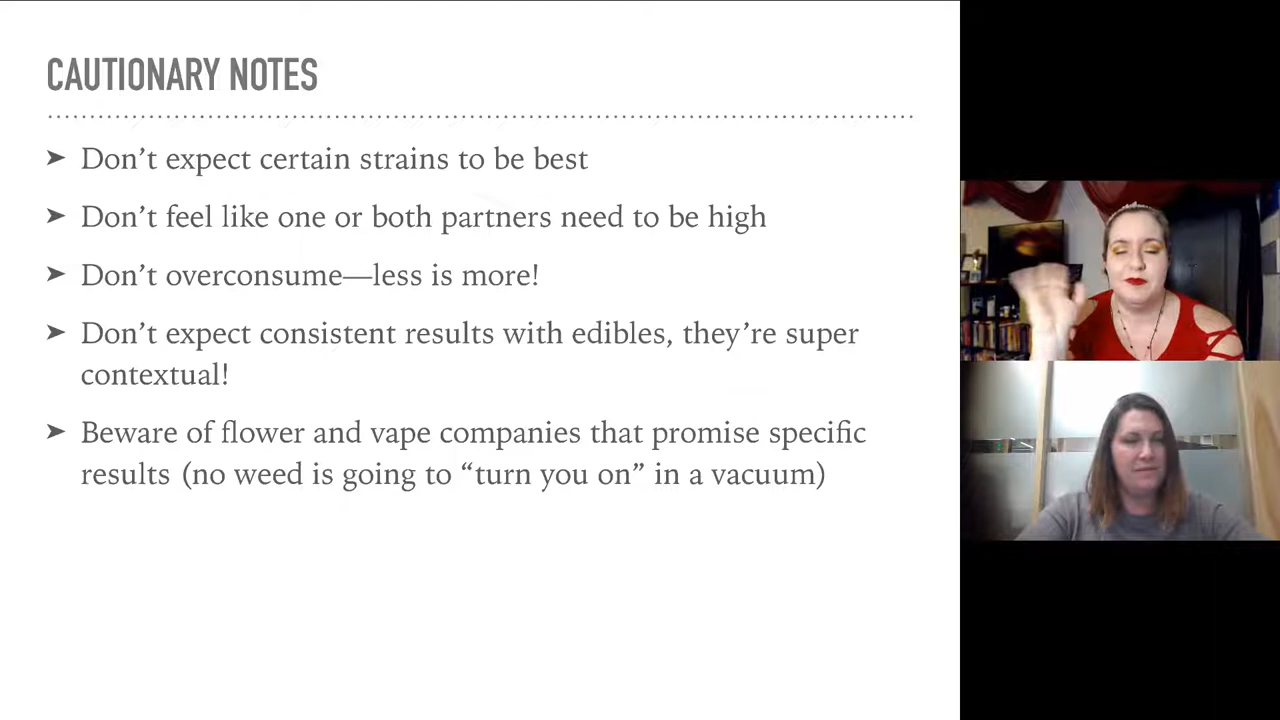 CAUTIONARY NOTES
➤ Don’t expect certain strains to be best
➤ Don’t feel like one or both partners need to be high
➤ Don’t overconsume—less is more!
➤ Don’t expect consistent results with edibles, they’re super
contextual!
➤ Beware of flower and vape companies that promise specific
results (no weed is going to “turn you on” in a vacuum)